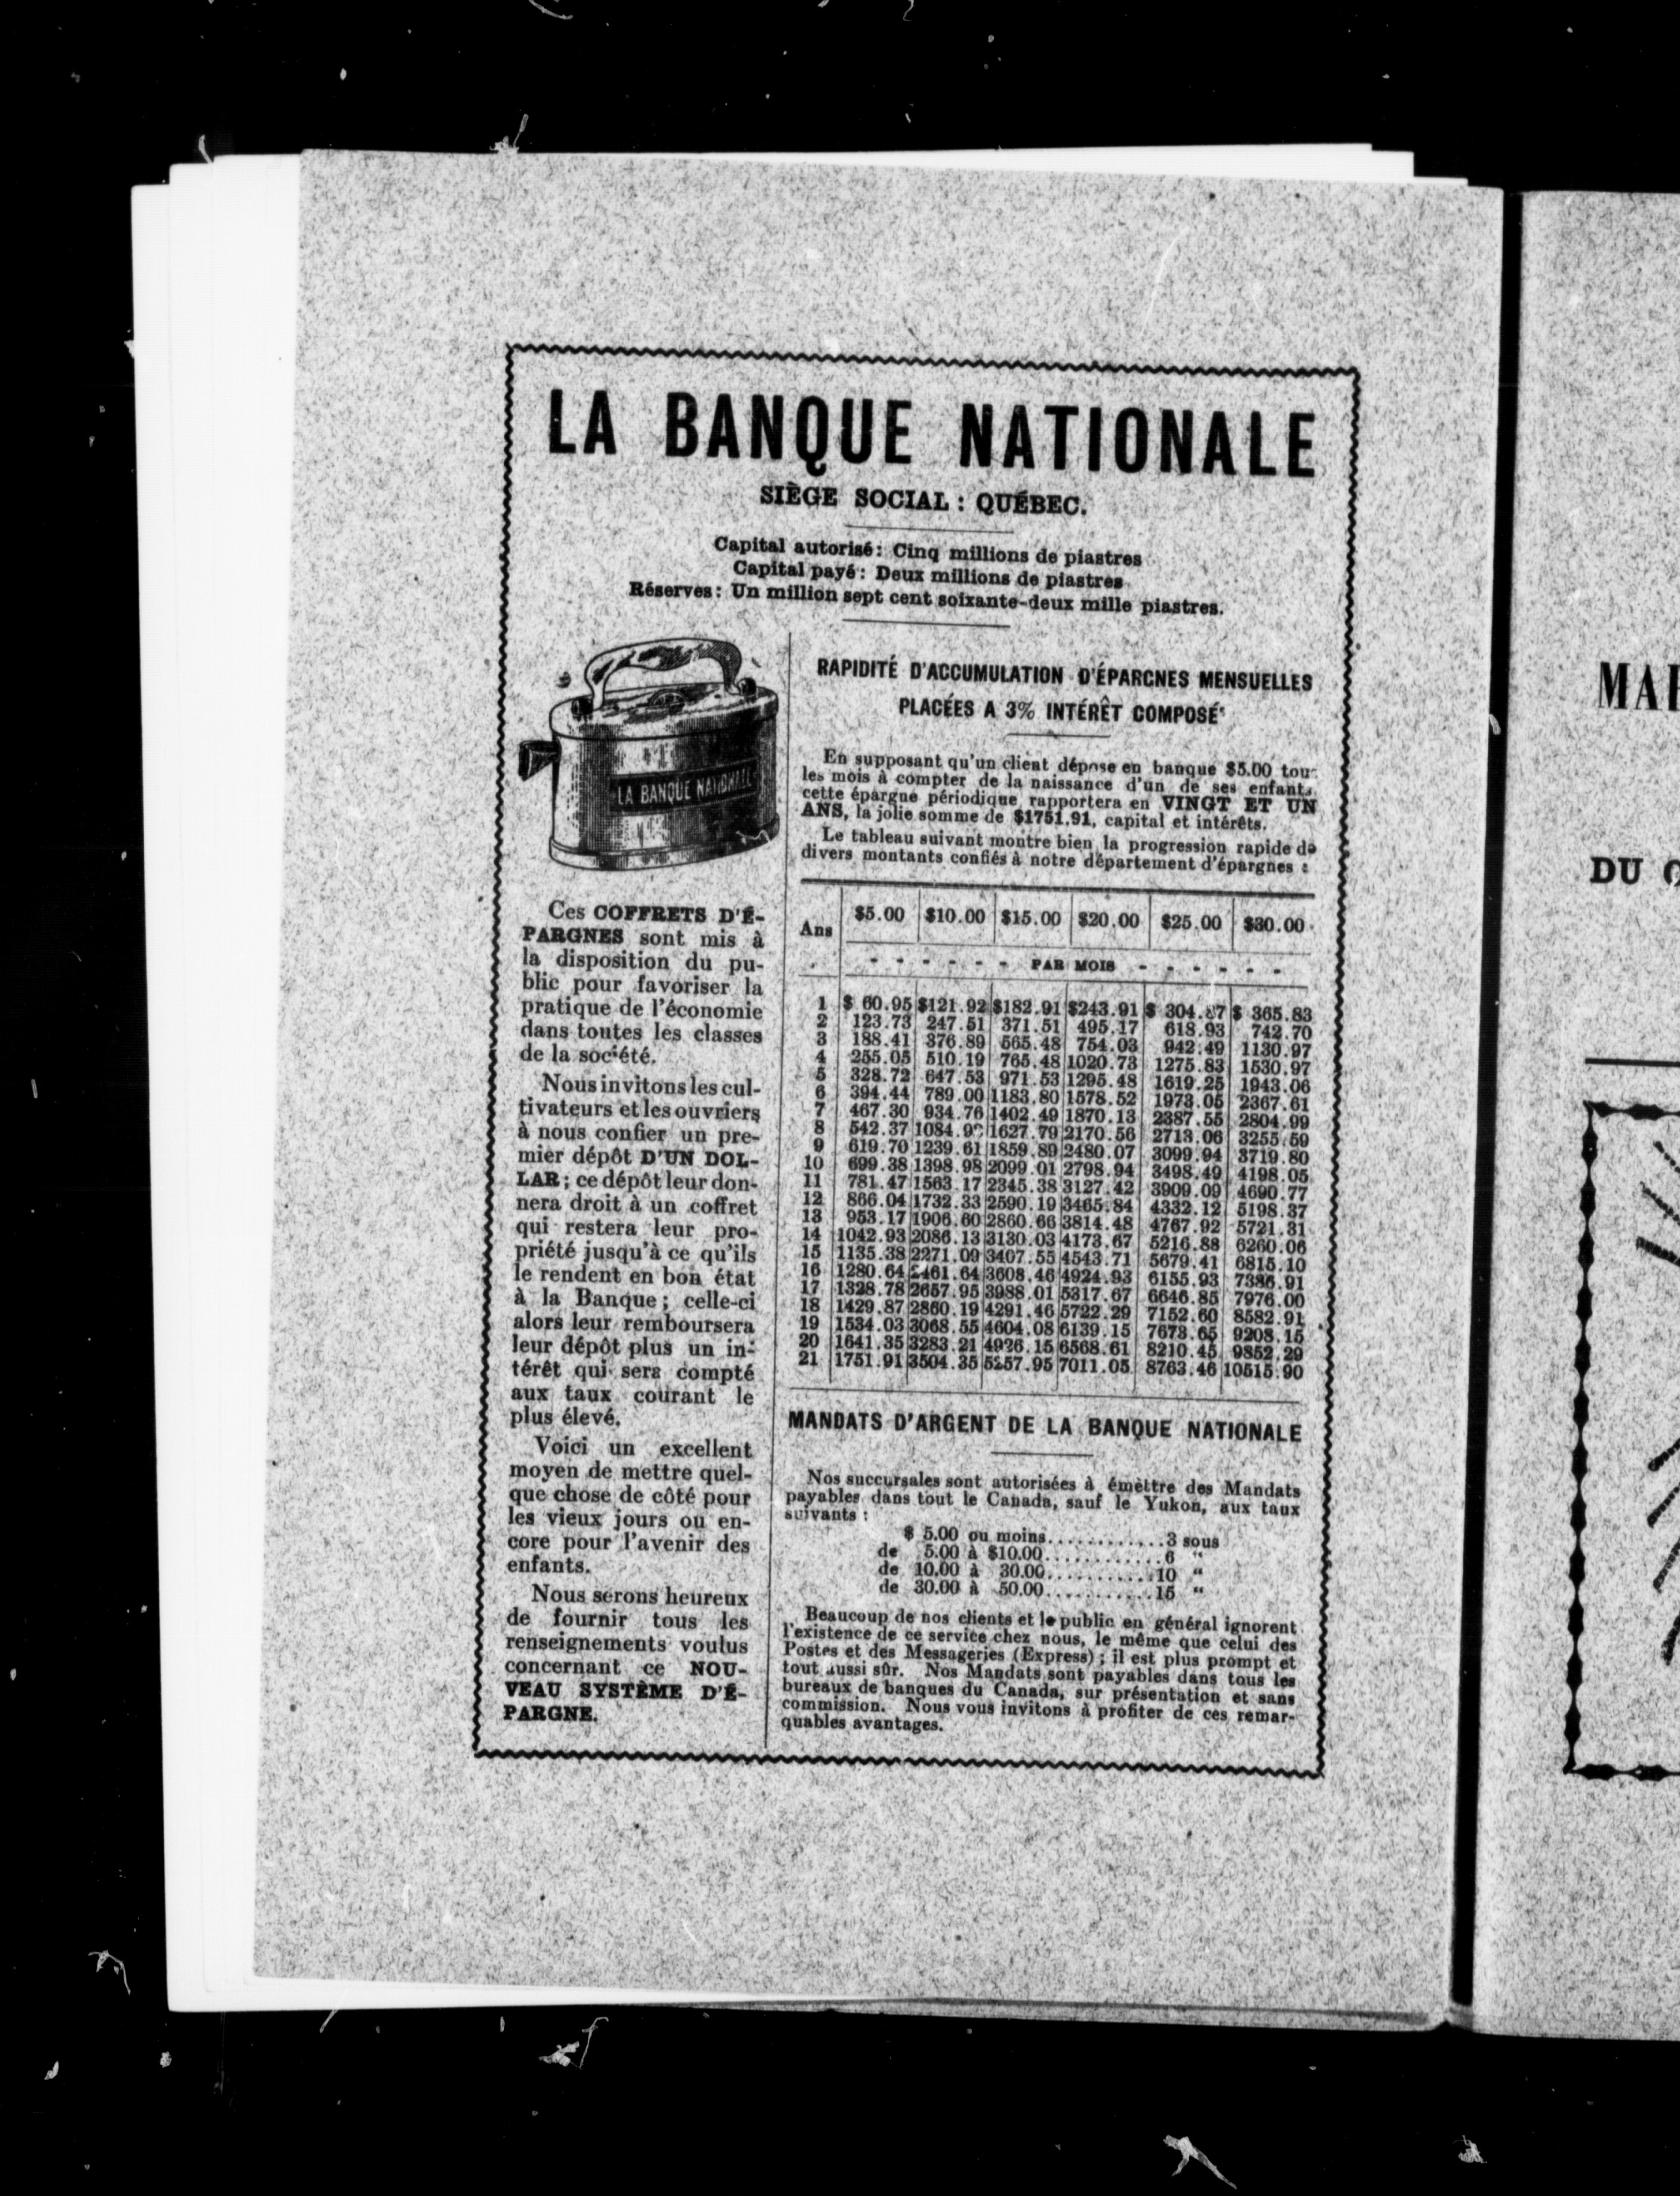 LA BANQUE NATIONALE
SIÈGE SOCIAL : QUÉBEC.
Capital autorisé : Cinq millions de piastres
Capital payé : Deux millions de piastres
Réserves : Un million sept cent soixante-deux mille piastres.
LA BANQUE NATIONALE
Ces COFFRETS D'É-
PARGNES sont mis à
la disposition du pu-
blic pour favoriser la
pratique de l'économie
dans toutes les classes
de la société.
Nous invitons les cul-
tivateurs et les ouvriers
à nous confier un pre-
mier dépôt D'UN DOL-
LAR ; ce dépôt leur don-
nera droit à un coffret
qui restera leur pro-
priété jusqu'à ce qu'ils
le rendent en bon état
à la Banque ; celle-ci
alors leur remboursera
leur dépôt plus un in-
térêt qui sera compté
aux taux courant le
plus élevé.
Voici un excellent
moyen de mettre quel-
que chose de côté pour
les vieux jours ou en-
core pour l'avenir des
enfants.
Nous serons heureux
de fournir tous les
renseignements voulus
concernant ce NOU-
VEAU SYSTÈME D'É-
PARGNE.
RAPIDITÉ D'ACCUMULATION D'ÉPARGNES MENSUELLES
PLACÉES A 3% INTÉRÊT COMPOSÉ
En supposant qu'un client dépose en banque $5.00 tous
les mois à compter de la naissance d'un de ses enfants
cette épargne périodique rapportera en VINGT ET UN
ANS, la jolie somme de $1751.91, capital et intérêts.
Le tableau suivant montre bien la progression rapide de
divers montants confiés à notre département d'épargnes :
Ans $5.00 $10.00 $15.00 $20.00 $25.00 $30.00
- - - - - - PAR MOIS - - - - - -
1 $ 60.95 $121.92 $182.91 $243.91 $ 304.87 $ 365.83
2 123.73 247.51 371.51 495.17 618.93 742.70
3 188.41 376.89 565.48 754.03 942.49 1130.97
4 255.05 510.19 765.48 1020.73 1275.83 1530.97
5 328.72 647.53 971.53 1295.48 1619.25 1943.06
6 394.44 789.00 1183.80 1578.52 1973.05 2367.61
7 467.30 934.76 1402.49 1870.13 2387.55 2804.99
8 542.37 1627.79 2170.56 2713.06 3255.59
9 619.70 1239.61 1859.89 2480.07 3099.94 3719.80
10 699.38 1398.98 2099.01 2798.94 3498.49 4198.05
11 781.47 1563.17 2345.38 3127.42 3909.09 4690.77
12 866.04 1732.33 2590.19 3465.84 4332.12 5198.37
13 953.17 1906.60 2860.66 3814.48 4767.92 5721.31
14 1042.93 2086.13 3130.03 4173.67 5216.88 6260.06
15 1135.38 2271.09 3407.55 4543.71 5679.41 6815.10
16 1280.64 2461.64 3608.46 4924.93 6155.93 7386.91
17 1328.78 2657.95 3988.01 5317.67 6646.85 7976.00
18 1429.87 2860.19 4291.46 5722.29 7152.60 8582.91
19 1534.03 3068.55 4604.08 6139.15 7673.65 9208.15
20 1641.35 3283.21 4926.15 6568.61 8210.45 9852.29
21 1751.91 3504.35 5257.95 7011.05 8763.46 10515.90
MANDATS D'ARGENT DE LA BANQUE NATIONALE
Nos succursales sont autorisées à émettre des Mandats
payables dans tout le Canada, sauf le Yukon, aux taux
suivants :
$ 5.00 ou moins............3 sous
de 5.00 à $10.00............6 “
de 10.00 à 30.00...........10 “
de 30.00 à 50.00...........15 “
Beaucoup de nos clients et le public en général ignorent
l'existence de ce service chez nous, le même que celui des
Postes et des Messageries (Express) ; il est plus prompt et
tout aussi sûr. Nos Mandats sont payables dans tous les
bureaux de banques du Canada, sur présentation et sans
commission. Nous vous invitons à profiter de ces remar-
quables avantages.
DU